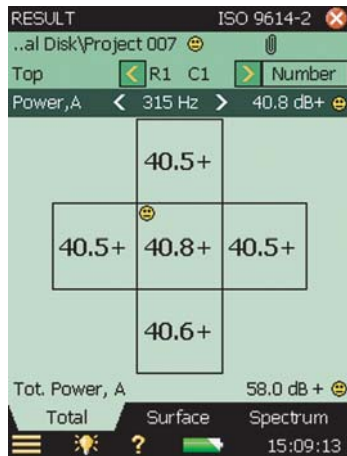 RESULT ISO 9614-2
..al Disk\Project 007
Top < R1 C1 > Number
Power,A < 315 Hz > 40.8 dB+
40.5+
40.5+ 40.8+ 40.5+
40.6+
Tot. Power, A 58.0 dB +
Total Surface Spectrum
? 15:09:13